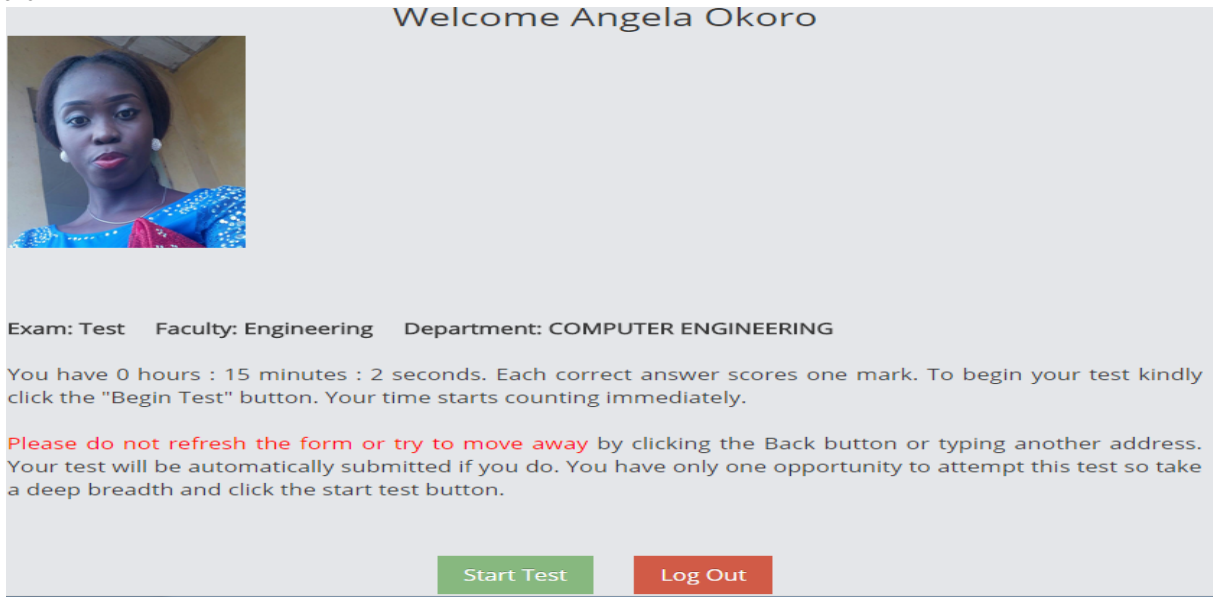 Welcome Angela Okoro
Exam: Test Faculty: Engineering Department: COMPUTER ENGINEERING
You have 0 hours : 15 minutes : 2 seconds. Each correct answer scores one mark. To begin your test kindly
click the "Begin Test" button. Your time starts counting immediately.
Please do not refresh the form or try to move away by clicking the Back button or typing another address.
Your test will be automatically submitted if you do. You have only one opportunity to attempt this test so take
a deep breadth and click the start test button.
Start Test Log Out